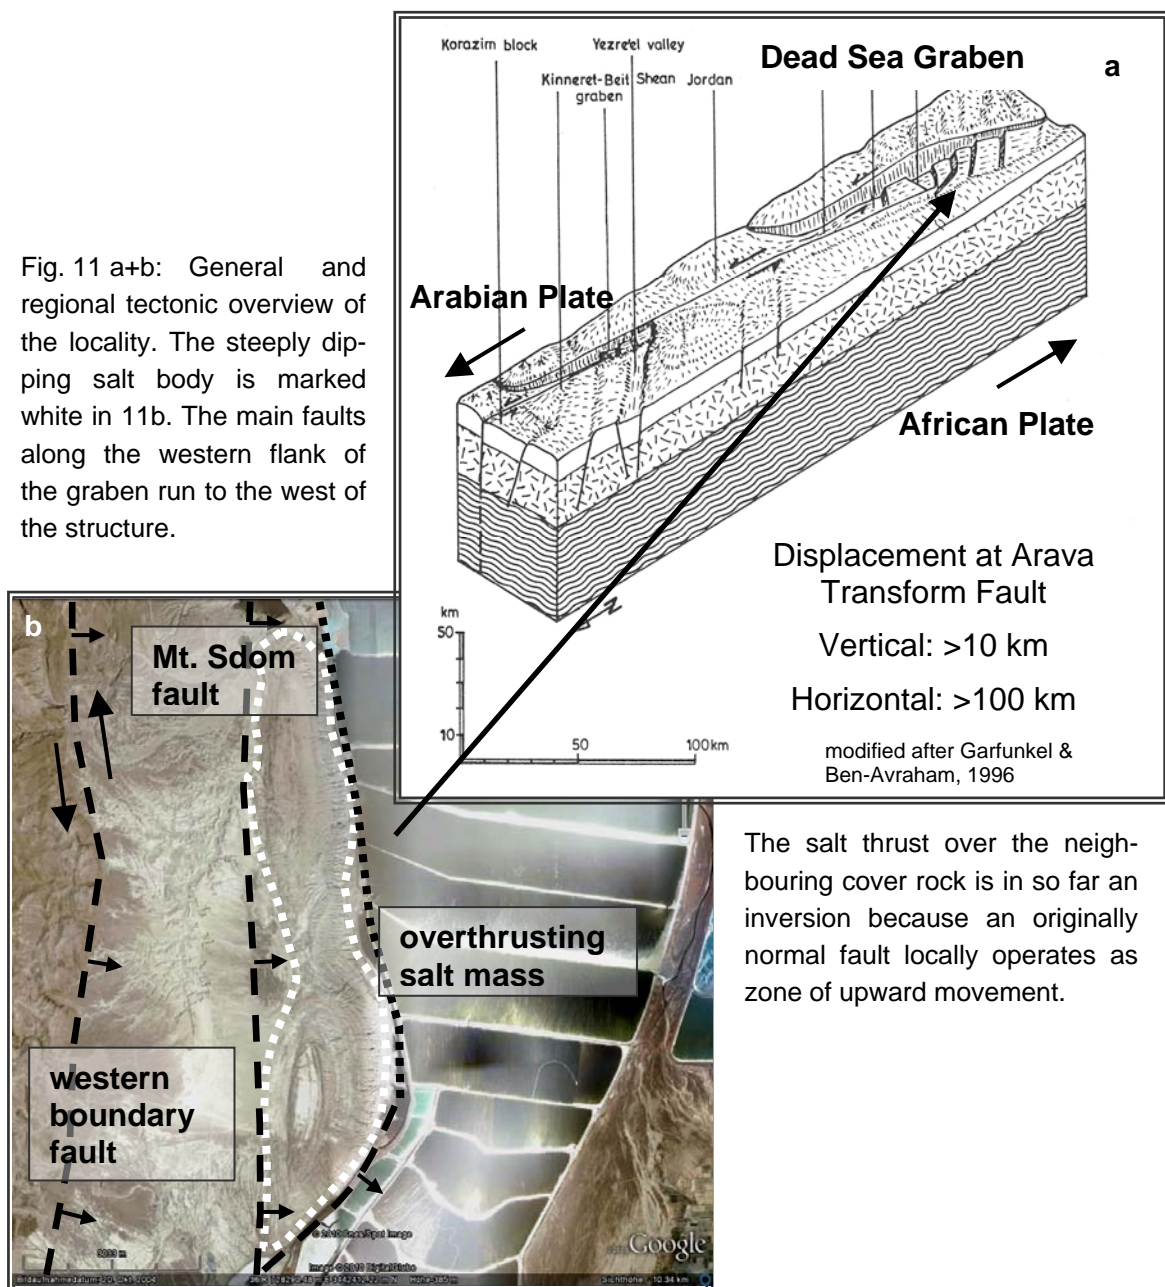 Korazim block
Yezre'el valley
Kinneret-Beit Shean Jordan
graben
Dead Sea Graben
a
Arabian Plate
African Plate
N
km
50
10
50
100km
Displacement at Arava
Transform Fault
Vertical: >10 km
Horizontal: >100 km
modified after Garfunkel &
Ben-Avraham, 1996
Fig. 11 a+b: General and
regional tectonic overview of
the locality. The steeply dip-
ping salt body is marked
white in 11b. The main faults
along the western flank of
the graben run to the west of
the structure.
b
Mt. Sdom
fault
overthrusting
salt mass
western
boundary
fault
Google
The salt thrust over the neigh-
bouring cover rock is in so far an
inversion because an originally
normal fault locally operates as
zone of upward movement.